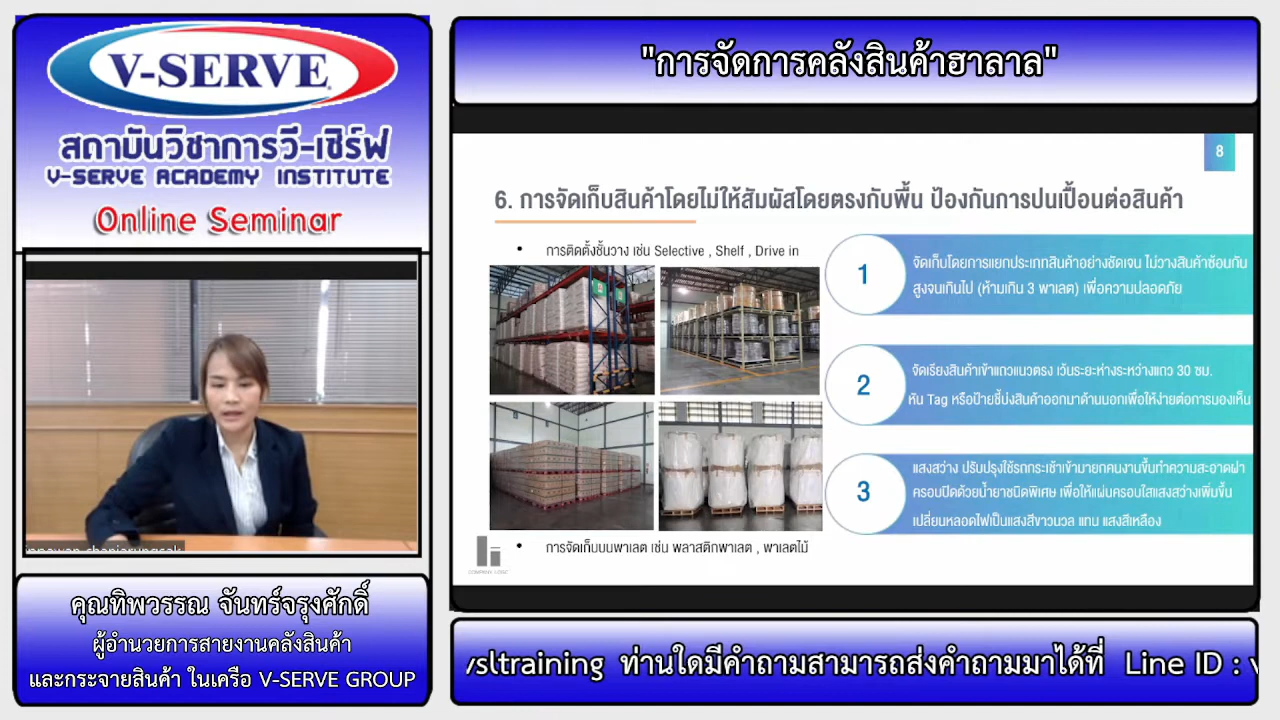 V-SERVE
สถาบันวิชาการวี-เซิร์ฟ
V-SERVE ACADEMY INSTITUTE
Online Seminar
คุณทิพวรรณ จันทร์จรุงศักดิ์
ผู้อำนวยการสายงานคลังสินค้า
และกระจายสินค้า ในเครือ V-SERVE GROUP
"การจัดการคลังสินค้าฮาลาล"
8
6. การจัดเก็บสินค้าโดยไม่ให้สัมผัสโดยตรงกับพื้น ป้องกันการปนเปื้อนต่อสินค้า
• การติดตั้งชั้นวาง เช่น Selective , Shelf , Drive in
1
จัดเก็บโดยการแยกประเภทสินค้าอย่างชัดเจน ไม่วางสินค้าซ้อนกัน
สูงจนเกินไป (ห้ามเกิน 3 พาเลต) เพื่อความปลอดภัย
2
จัดเรียงสินค้าเข้าแถวแนวตรง เว้นระยะห่างระหว่างแถว 30 ซม.
หัน Tag หรือป้ายชี้บ่งสินค้าออกมาด้านนอกเพื่อให้ง่ายต่อการมองเห็น
3
แสงสว่าง ปรับปรุงใช้รถกระเช้าเข้ามายกคนงานขึ้นทำความสะอาดฝา
ครอบปิดด้วยน้ำยาชนิดพิเศษ เพื่อให้แผ่นครอบใสแสงสว่างเพิ่มขึ้น
เปลี่ยนหลอดไฟเป็นแสงสีขาวนวล แทน แสงสีเหลือง
• การจัดเก็บบนพาเลต เช่น พลาสติกพาเลต , พาเลตไม้
COMPANY LOGO
vsltraining ท่านใดมีคำถามสามารถส่งคำถามมาได้ที่ Line ID : v